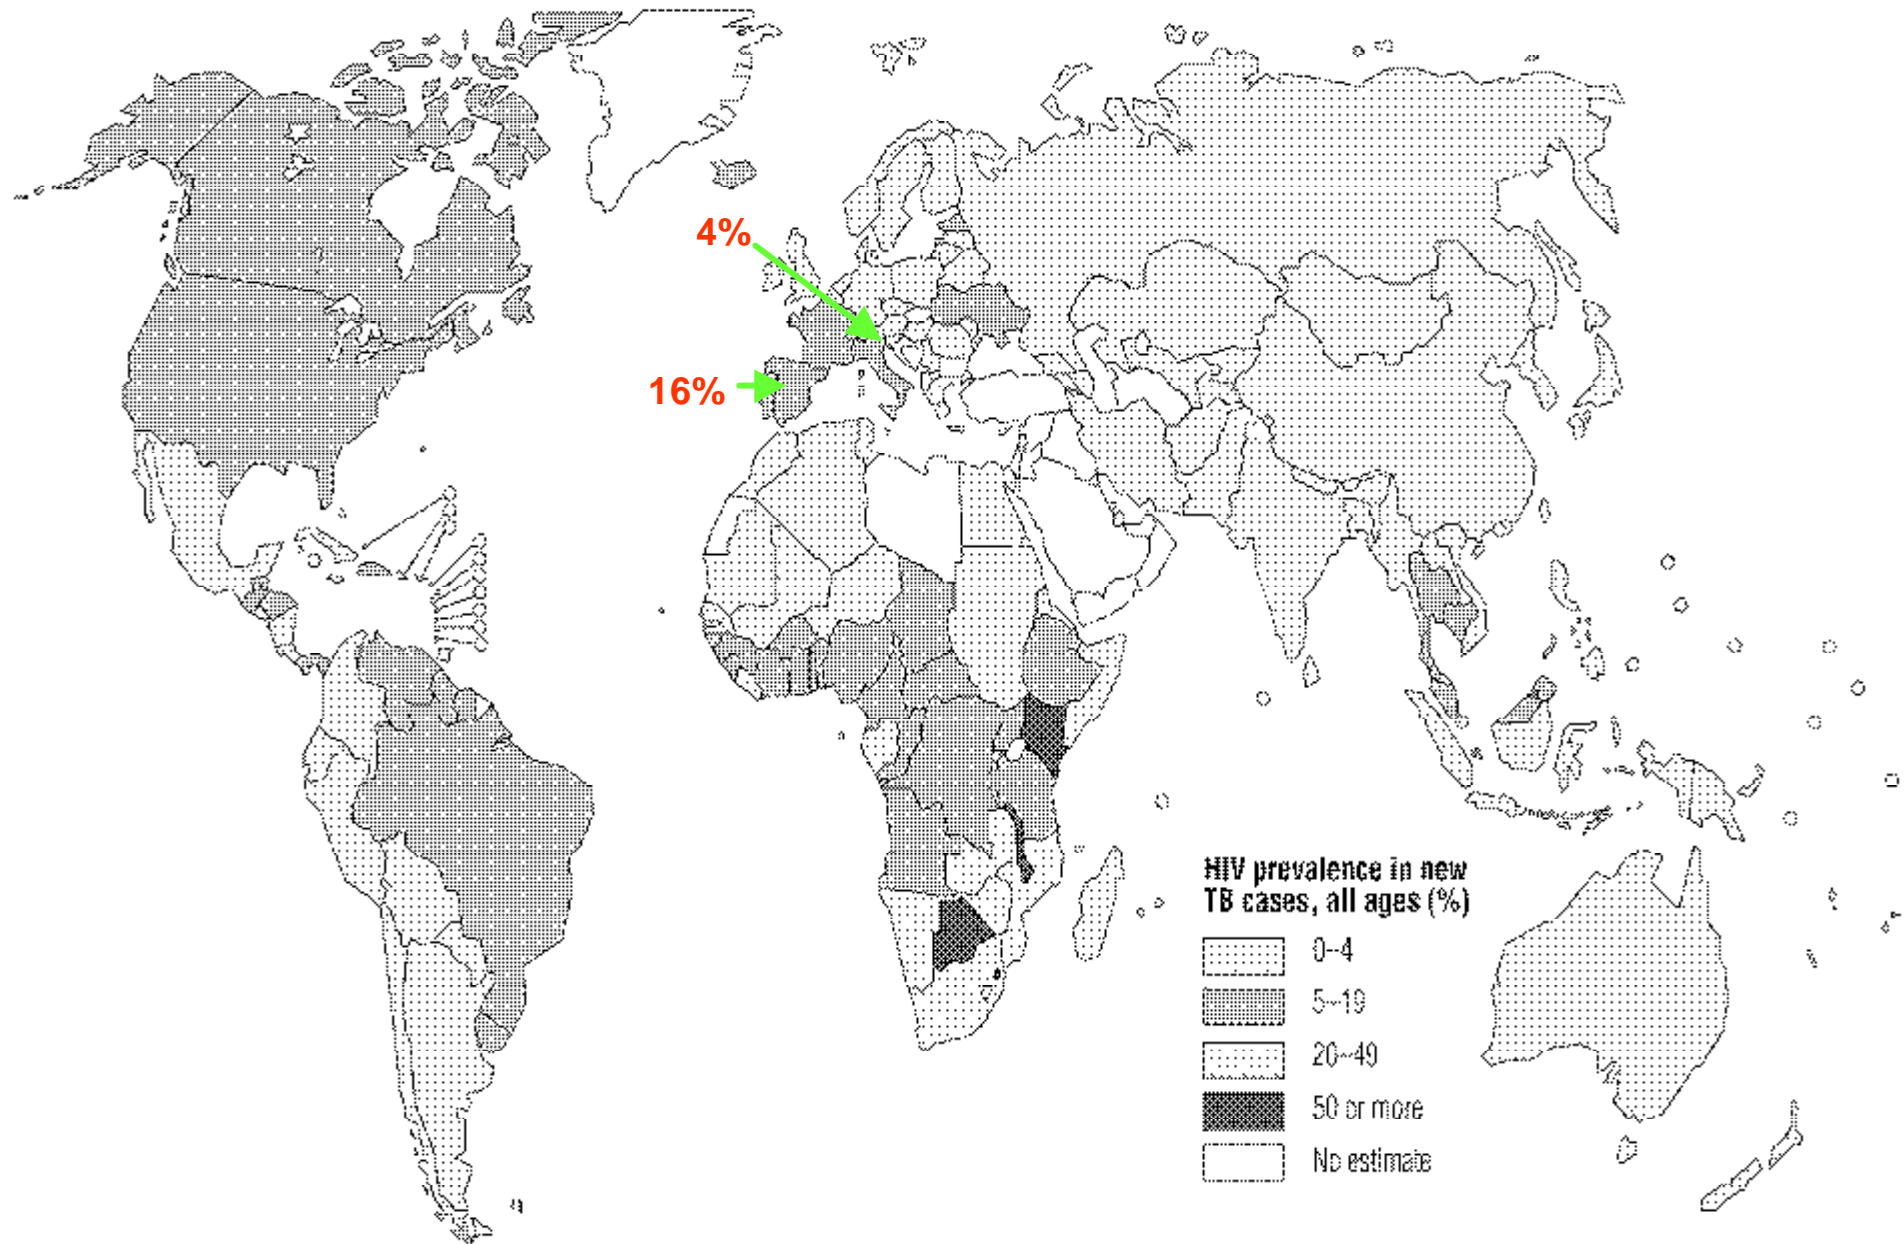 4%
16%
HIV prevalence in new
TB cases, all ages (%)
0–4
5–19
20–49
50 or more
No estimate